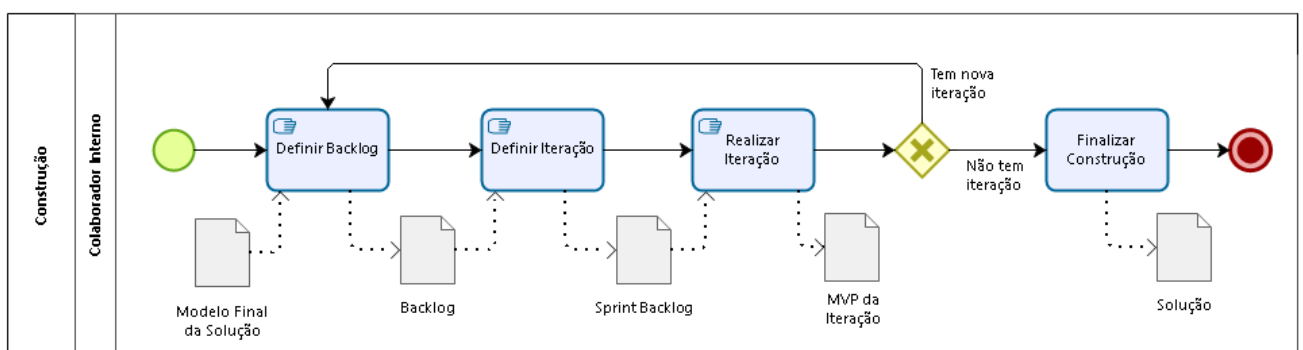 Construção
Colaborador Interno
Tem nova
iteração
Definir Backlog
Definir Iteração
Realizar
Iteração
Não tem
iteração
Finalizar
Construção
Modelo Final
da Solução
Backlog
Sprint Backlog
MVP da
Iteração
Solução